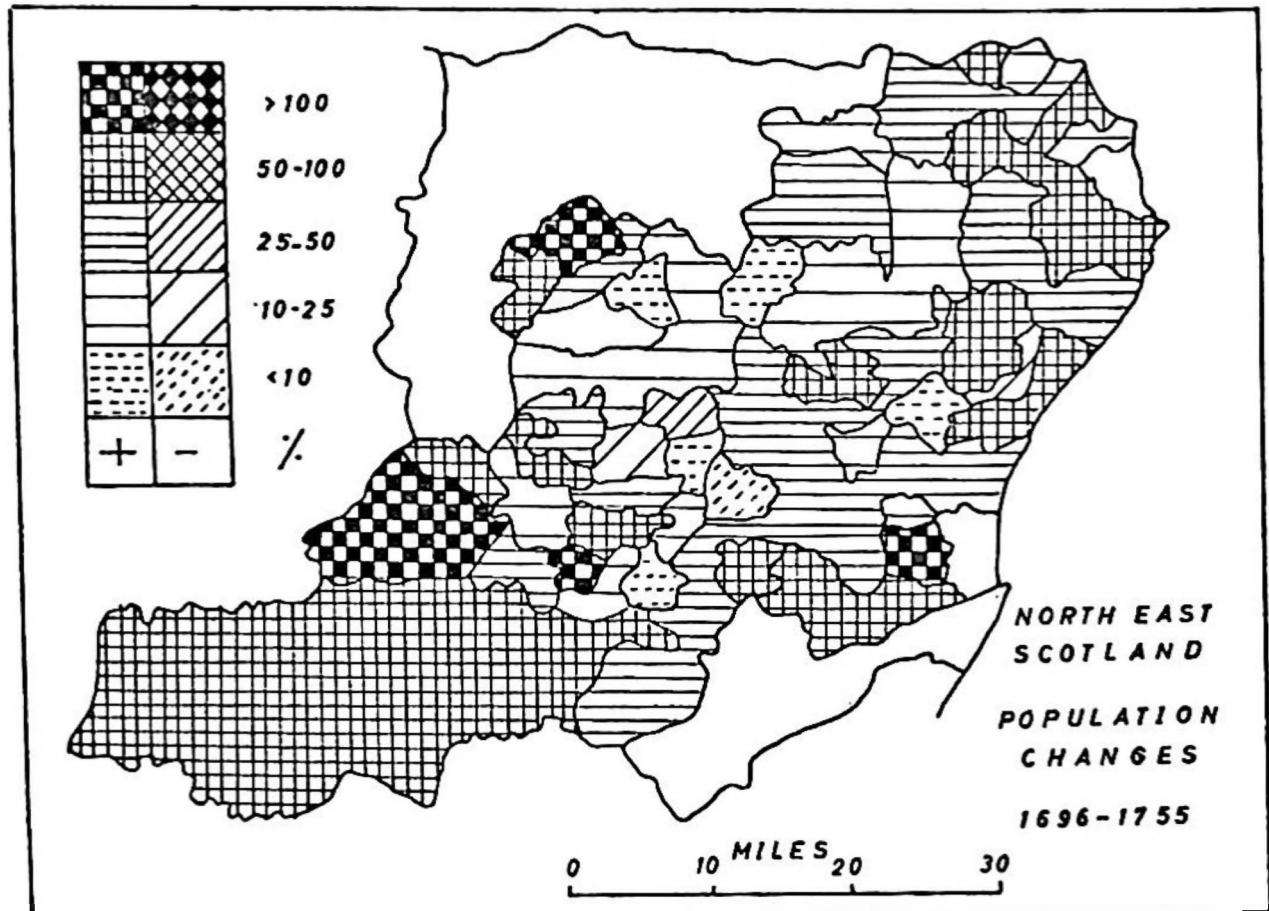 >100
50-100
25-50
10-25
<10
+ - %
NORTH EAST
SCOTLAND
POPULATION
CHANGES
1696-1755
MILES
0 10 20 30